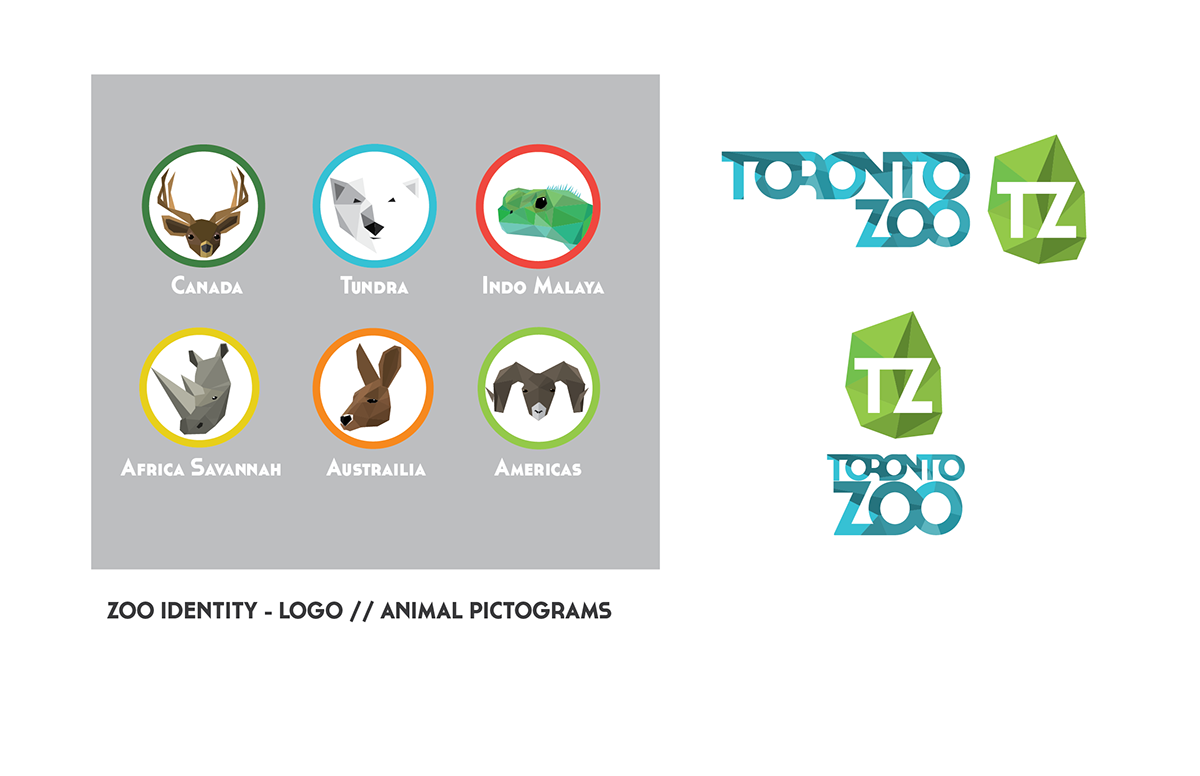 Canada
Tundra
Indo Malaya
Africa Savannah
Austrailia
Americas
ZOO IDENTITY - LOGO // ANIMAL PICTOGRAMS
TORONTO
ZOO
TZ
TZ
TORONTO
ZOO